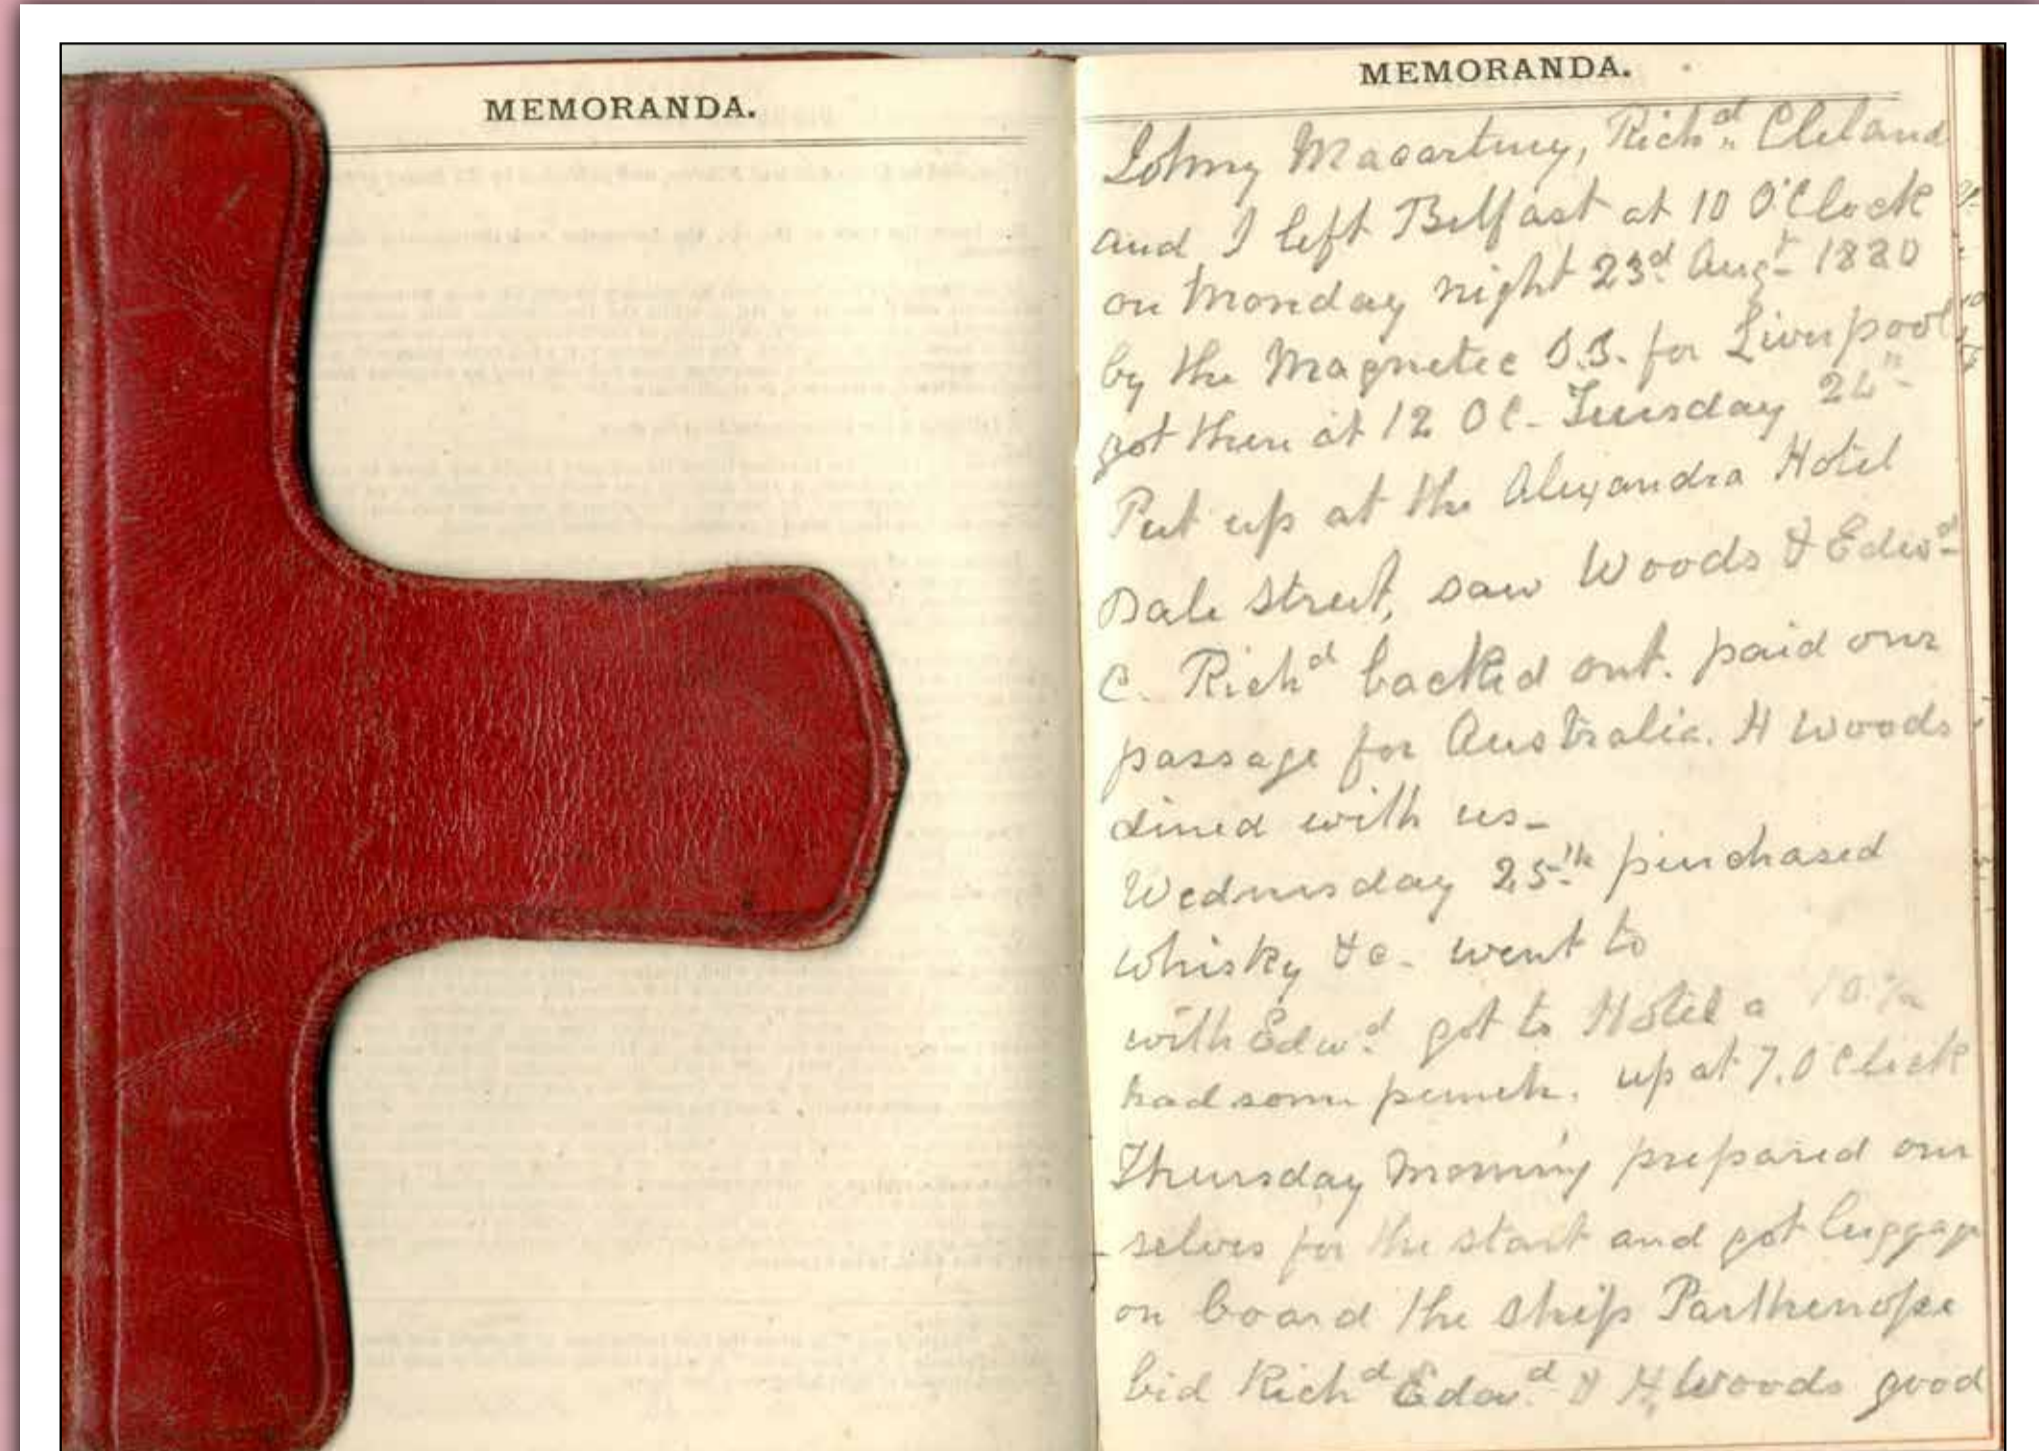 MEMORANDA.
MEMORANDA.
Johny Macartney, Richd. Cleland
and I left Belfast at 10 O'Clock
on Monday night 23d. Augt. 1880
by the Magnetic S.S. for Liverpool
got there at 12 OC - Tuesday 24th
Put up at the Alexandra Hotel
Dale Street, saw Woods & Edwd.
C. Richd backed out. paid our
passage for Australia. H Woods
dined with us -
Wednesday 25th purchased
whisky &c - went to
with Edwd. got to Hotel a
had some punch. up at 7.O Clock
Thursday Morning prepared our
selves for the start and got luggage
on board the ship Parthenope
bid Richd Edwd. & H Woods good